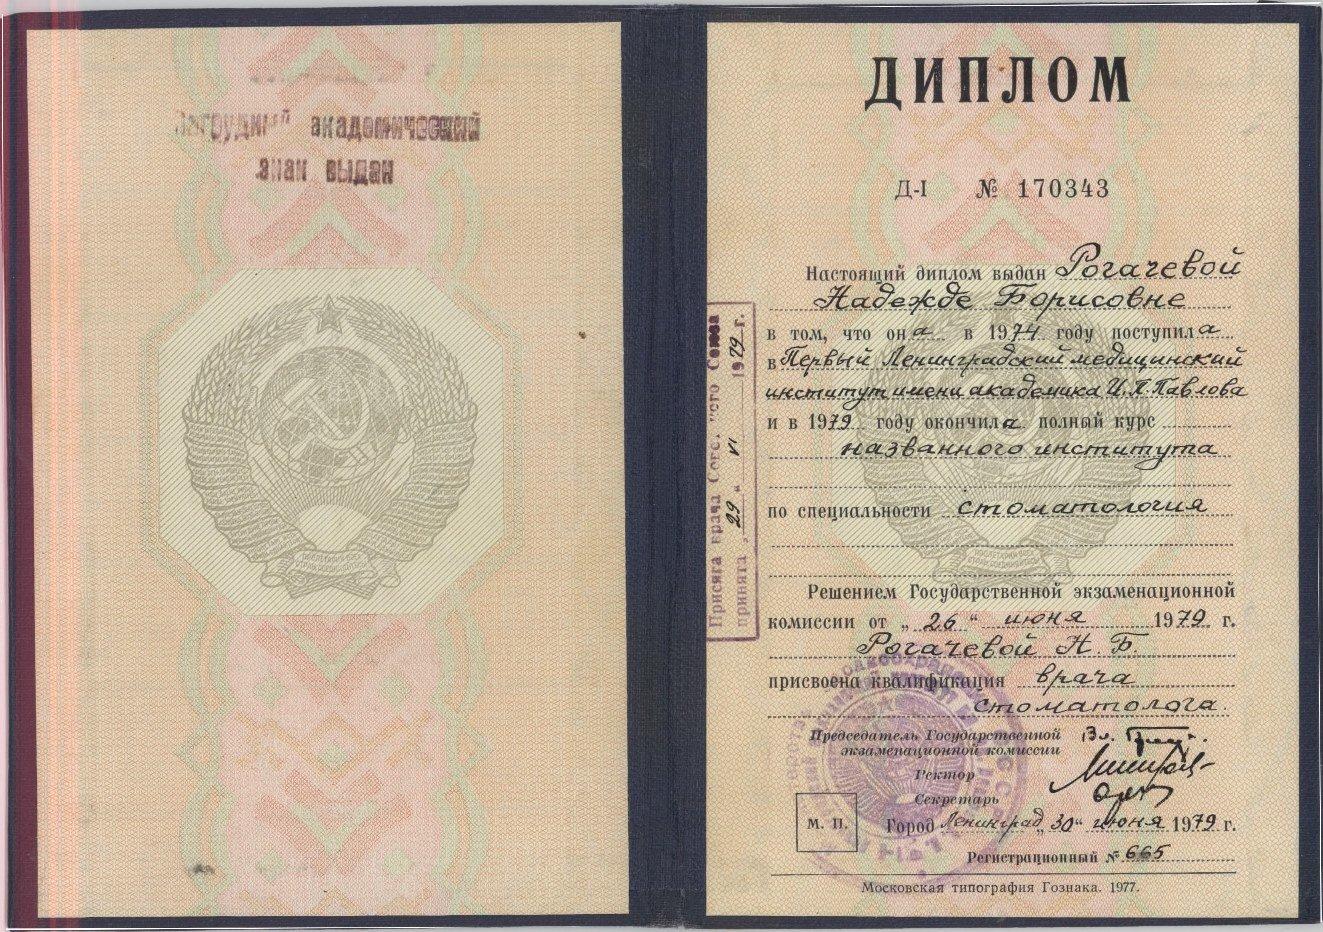 Нагрудный академический
знак выдан
ДИПЛОМ
Д-I № 170343
Настоящий диплом выдан Рогачевой
Надежде Борисовне
в том, что она в 1974 году поступила
в Первый Ленинградский медицинский
институт имени академика И.П.Павлова
и в 1979 году окончила полный курс
названного института
по специальности стоматология
Решением Государственной экзаменационной
комиссии от „26“ июня 1979 г.
Рогачевой Н. Б.
присвоена квалификация врача
стоматолога.
Председатель Государственной
экзаменационной комиссии
Ректор
Секретарь
М. П.
Город Ленинград „30“ июня 1979 г.
Регистрационный № 665
Московская типография Гознака. 1977.
Присяга врача Советского Союза
принята „29“ VI 1979 г.